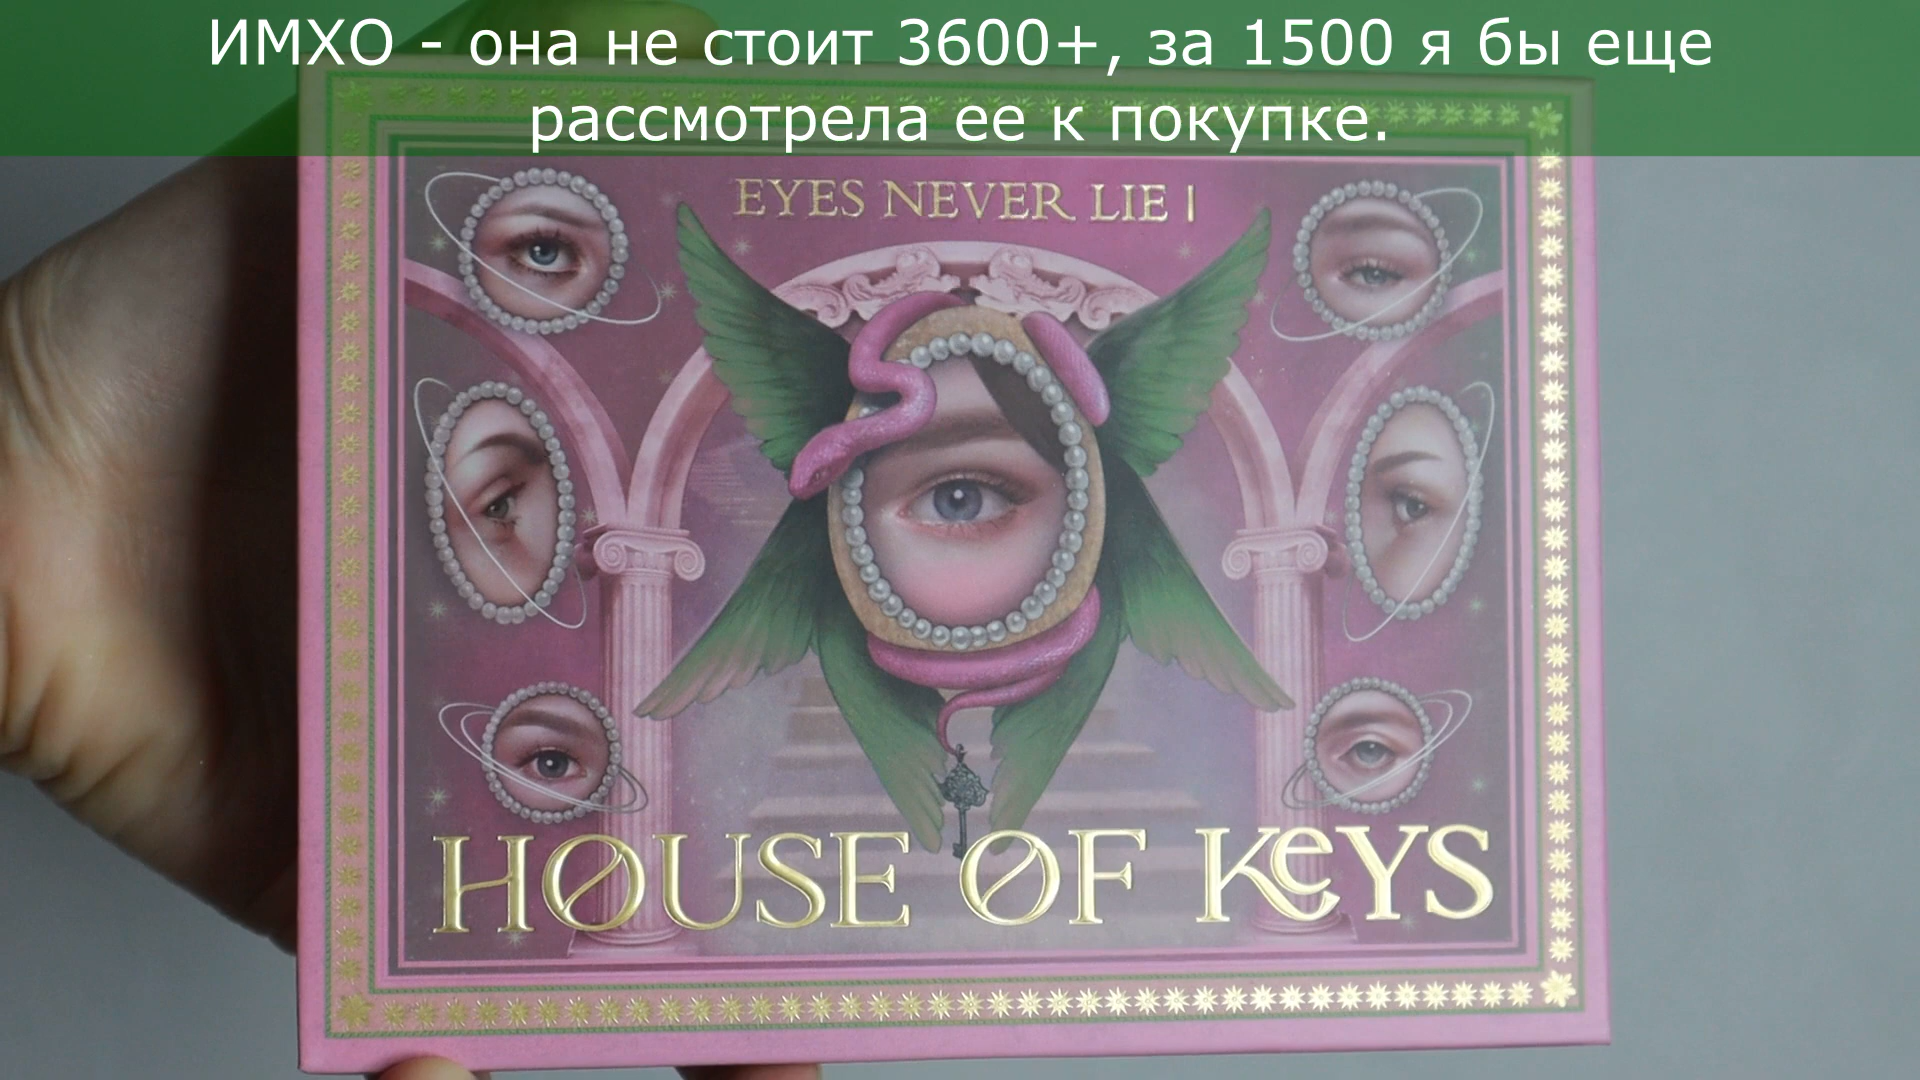 ИМХО - она не стоит 3600+, за 1500 я бы еще
рассмотрела ее к покупке.
EYES NEVER LIE I
HOUSE OF KeYS